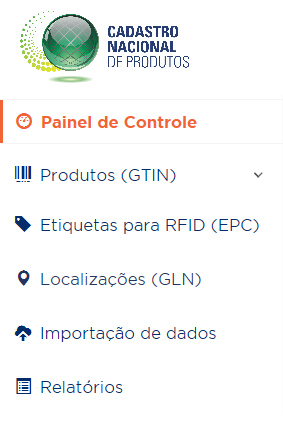 CADASTRO
NACIONAL
DE PRODUTOS
Painel de Controle
Produtos (GTIN)
Etiquetas para RFID (EPC)
Localizações (GLN)
Importação de dados
Relatórios